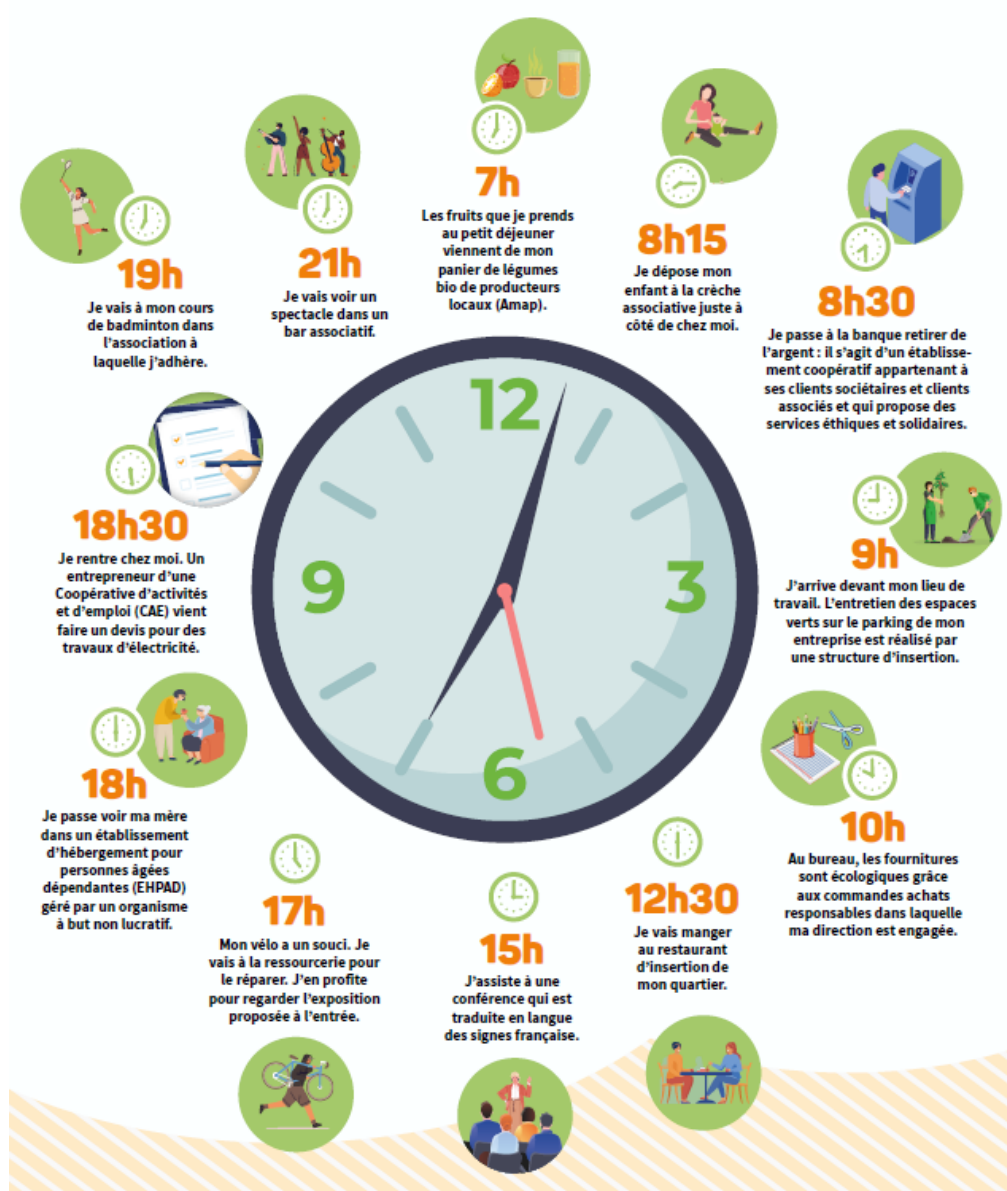 7h
Les fruits que je prends
au petit déjeuner
viennent de mon
panier de légumes
bio de producteurs
locaux (Amap).
8h15
Je dépose mon
enfant à la crèche
associative juste à
côté de chez moi.
8h30
Je passe à la banque retirer de
l’argent : il s’agit d’un établisse-
ment coopératif appartenant à
ses clients sociétaires et clients
associés et qui propose des
services éthiques et solidaires.
9h
J’arrive devant mon lieu de
travail. L’entretien des espaces
verts sur le parking de mon
entreprise est réalisé par
une structure d’insertion.
10h
Au bureau, les fournitures
sont écologiques grâce
aux commandes achats
responsables dans laquelle
ma direction est engagée.
12h30
Je vais manger
au restaurant
d’insertion de
mon quartier.
15h
J’assiste à une
conférence qui est
traduite en langue
des signes française.
17h
Mon vélo a un souci. Je
vais à la ressourcerie pour
le réparer. J’en profite
pour regarder l’exposition
proposée à l’entrée.
18h
Je passe voir ma mère
dans un établissement
d’hébergement pour
personnes âgées
dépendantes (EHPAD)
géré par un organisme
à but non lucratif.
18h30
Je rentre chez moi. Un
entrepreneur d’une
Coopérative d’activités
et d’emploi (CAE) vient
faire un devis pour des
travaux d’électricité.
19h
Je vais à mon cours
de badminton dans
l’association à
laquelle j’adhère.
21h
Je vais voir un
spectacle dans un
bar associatif.
12
3
6
9